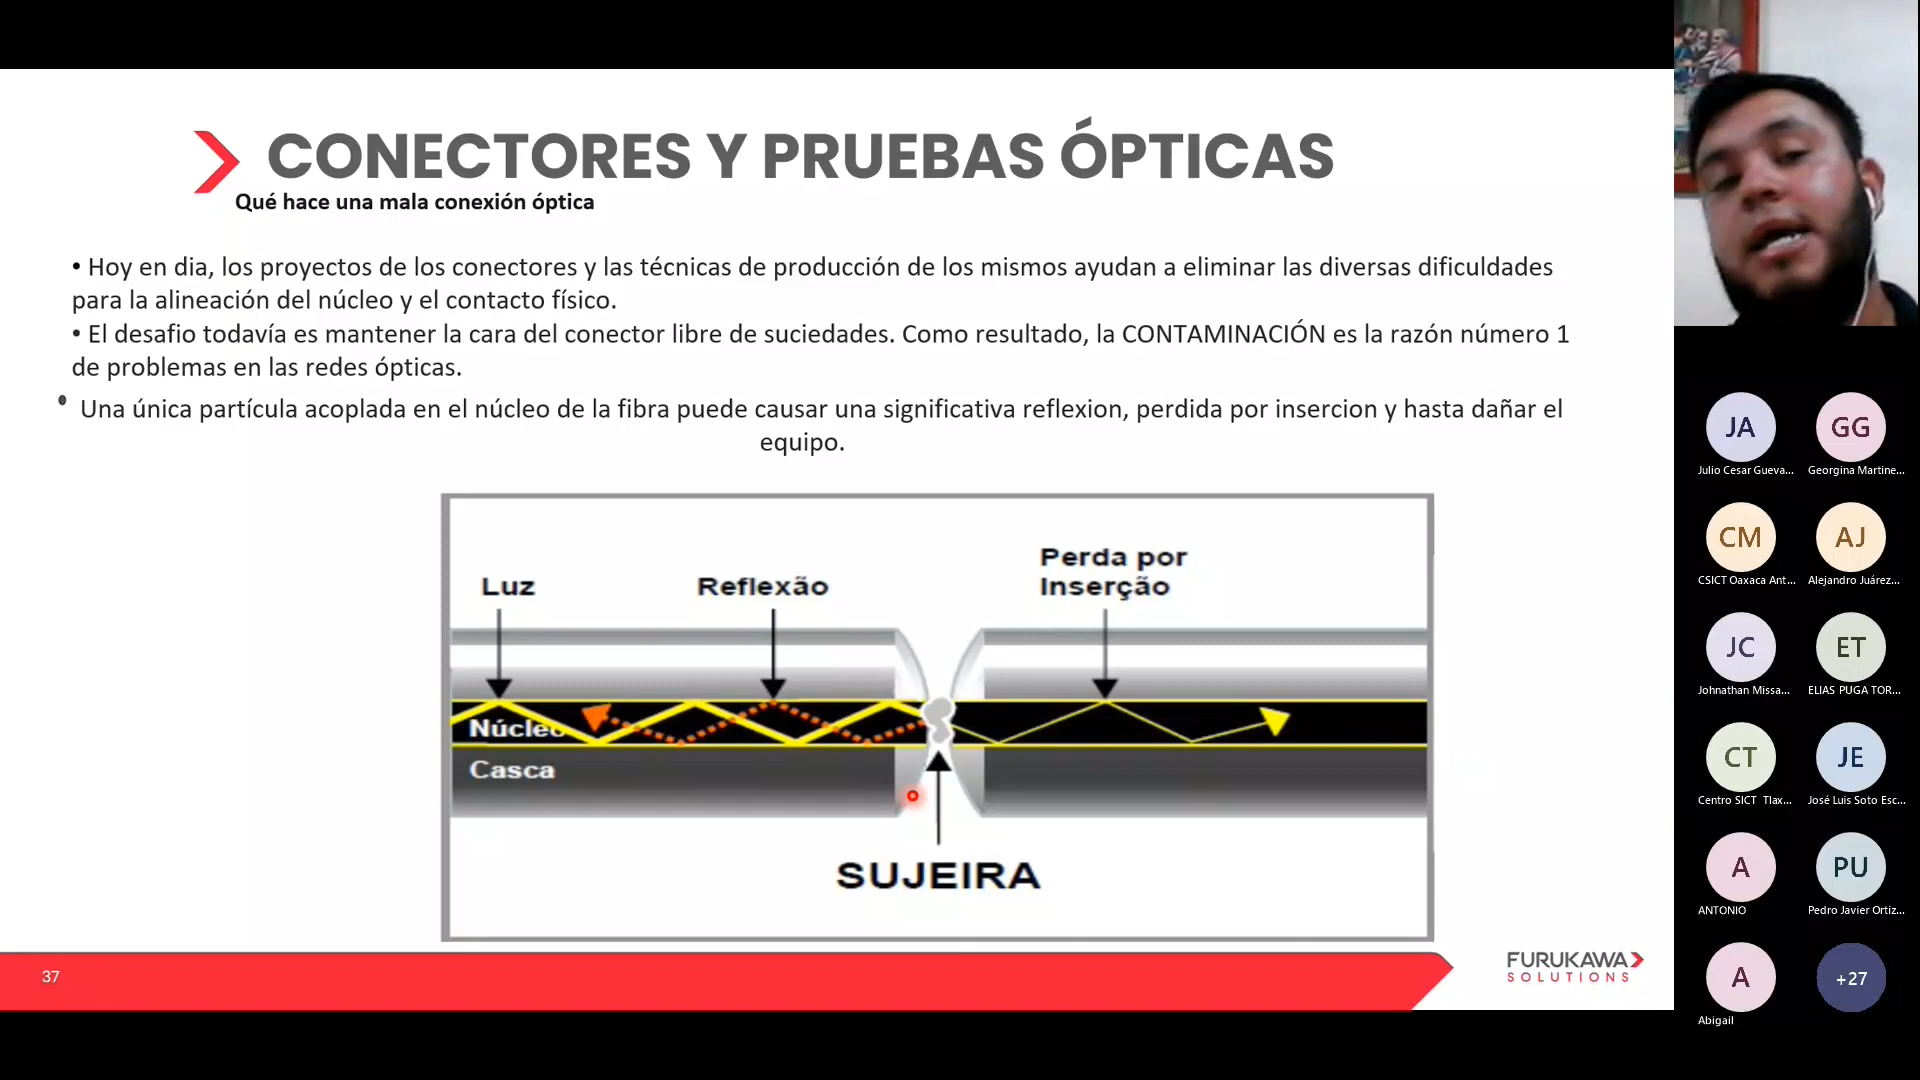 CONECTORES Y PRUEBAS ÓPTICAS
Qué hace una mala conexión óptica
• Hoy en dia, los proyectos de los conectores y las técnicas de producción de los mismos ayudan a eliminar las diversas dificuldades
para la alineación del núcleo y el contacto físico.
• El desafio todavía es mantener la cara del conector libre de suciedades. Como resultado, la CONTAMINACIÓN es la razón número 1
de problemas en las redes ópticas.
• Una única partícula acoplada en el núcleo de la fibra puede causar una significativa reflexion, perdida por insercion y hasta dañar el
equipo.
Luz
Reflexão
Perda por
Inserção
Núcleo
Casca
SUJEIRA
37
FURUKAWA
SOLUTIONS
JA
GG
Julio Cesar Gueva...
Georgina Martine...
CM
AJ
CSICT Oaxaca Ant...
Alejandro Juárez...
JC
ET
Johnathan Missa...
ELIAS PUGA TOR...
CT
JE
Centro SICT Tlax...
José Luis Soto Esc...
A
PU
ANTONIO
Pedro Javier Ortiz...
A
+27
Abigail